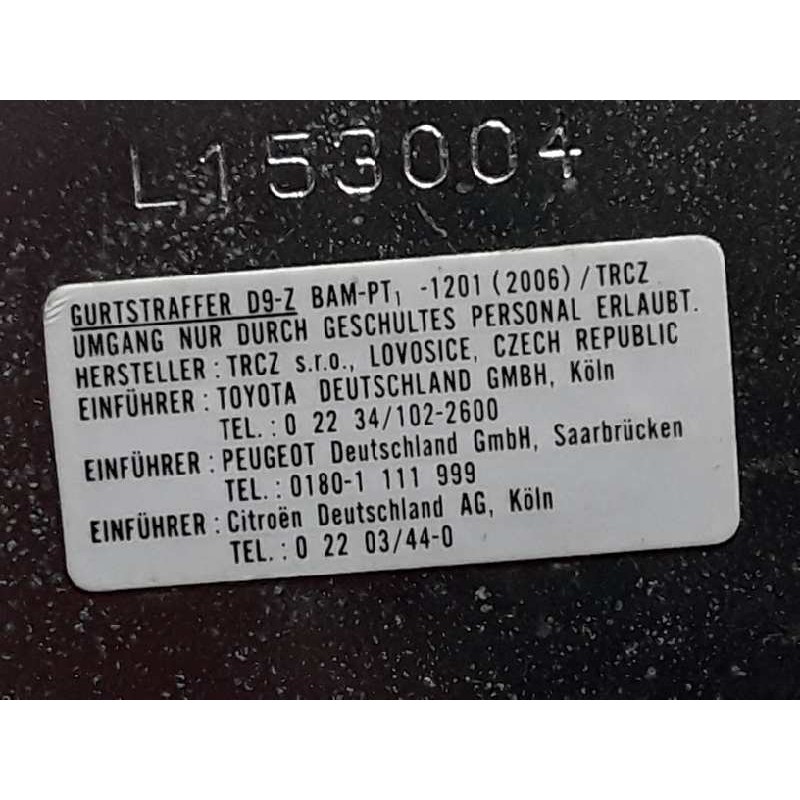 L153004
GURTSTRAFFER D9-Z BAM-PT₁ -1201 (2006) / TRCZ
UMGANG NUR DURCH GESCHULTES PERSONAL ERLAUBT.
HERSTELLER : TRCZ s.r.o., LOVOSICE, CZECH REPUBLIC
EINFÜHRER : TOYOTA DEUTSCHLAND GMBH, Köln
TEL. : 0 22 34/102-2600
EINFÜHRER : PEUGEOT Deutschland GmbH, Saarbrücken
TEL. : 0180-1 111 999
EINFÜHRER : Citroën Deutschland AG, Köln
TEL. : 0 22 03/44-0